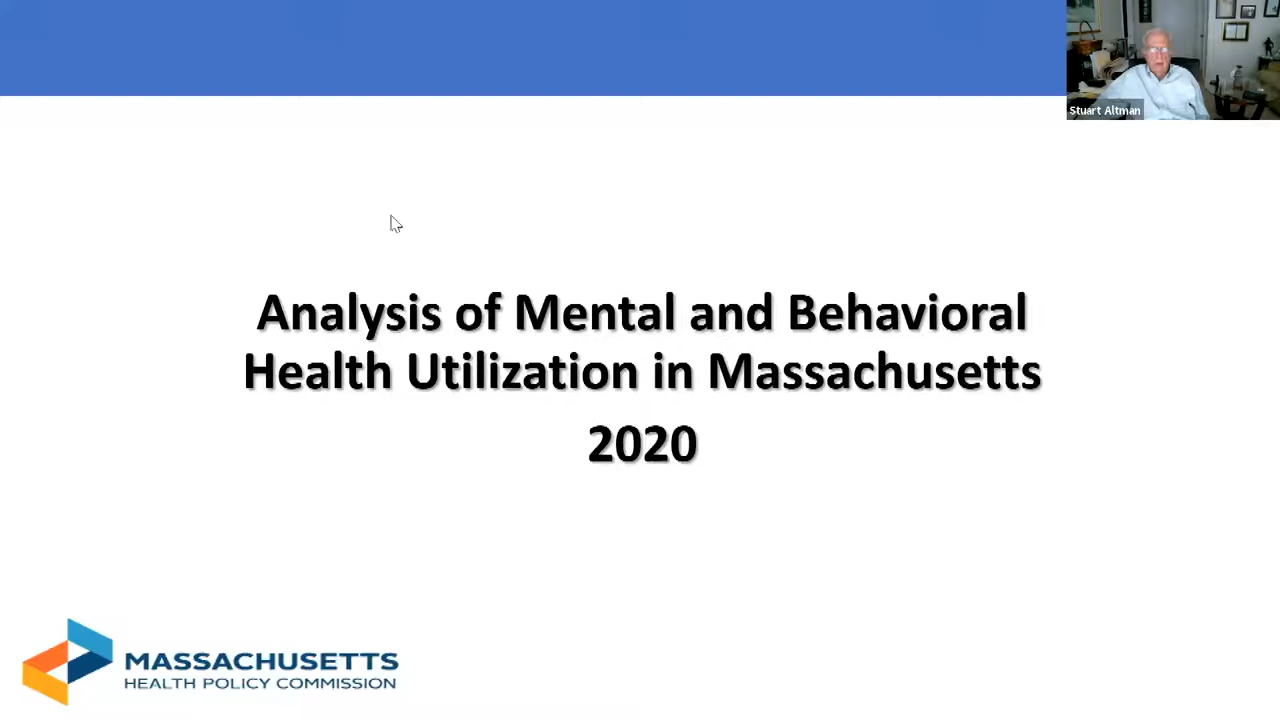 Stuart Altman
Analysis of Mental and Behavioral
Health Utilization in Massachusetts
2020
MASSACHUSETTS
HEALTH POLICY COMMISSION